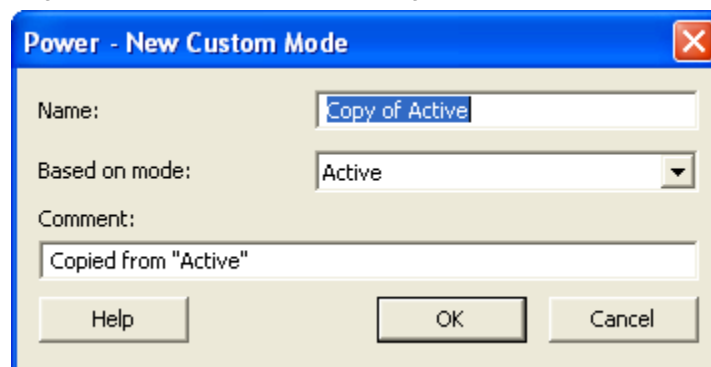 Power - New Custom Mode
Name: Copy of Active
Based on mode: Active
Comment:
Copied from "Active"
Help OK Cancel